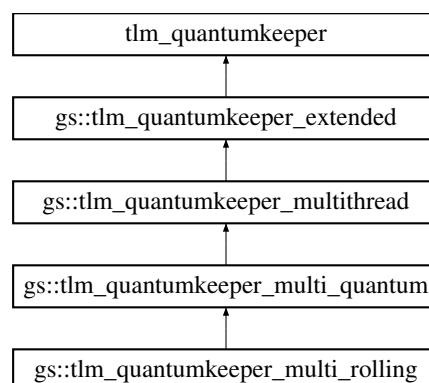 tlm_quantumkeeper
gs::tlm_quantumkeeper_extended
gs::tlm_quantumkeeper_multithread
gs::tlm_quantumkeeper_multi_quantum
gs::tlm_quantumkeeper_multi_rolling